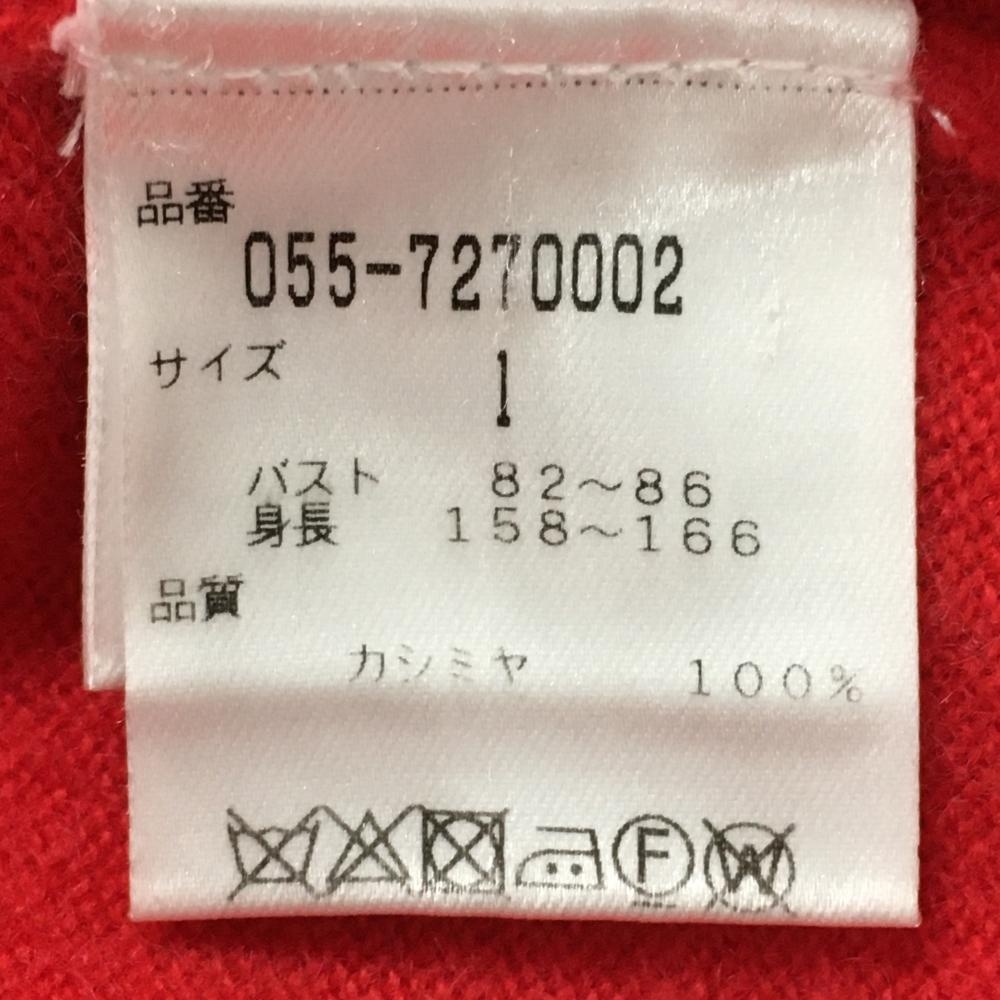 品番
055-7270002
サイズ 1
バスト 82～86
身長 158～166
品質
カシミヤ 100%
F
W